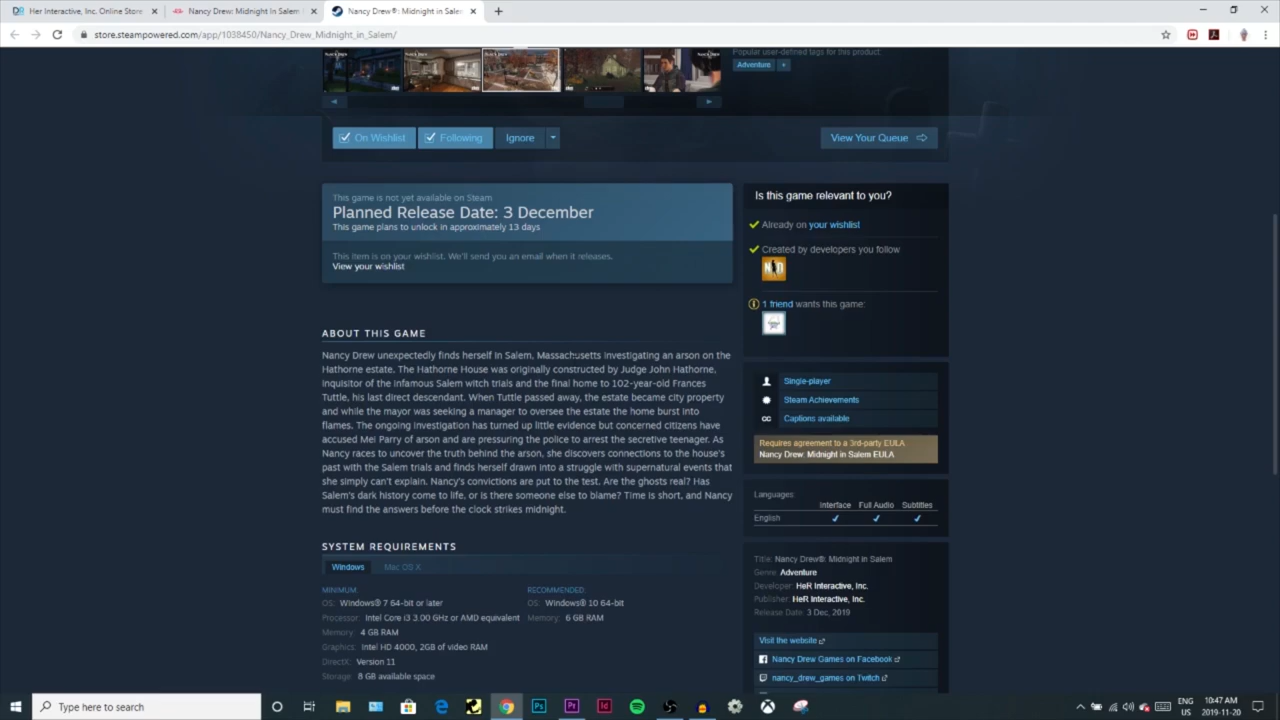 Her Interactive, Inc. Online Store
Nancy Drew: Midnight In Salem
Nancy Drew®: Midnight in Sale
store.steampowered.com/app/1038450/Nancy_Drew_Midnight_in_Salem/
Popular user-defined tags for this product:
Adventure +
On Wishlist
Following
Ignore
View Your Queue
This game is not yet available on Steam
Planned Release Date: 3 December
This game plans to unlock in approximately 13 days
This item is on your wishlist. We'll send you an email when it releases.
View your wishlist
Is this game relevant to you?
Already on your wishlist
Created by developers you follow
1 friend wants this game:
ABOUT THIS GAME
Nancy Drew unexpectedly finds herself in Salem, Massachusetts investigating an arson on the
Hathorne estate. The Hathorne House was originally constructed by Judge John Hathorne,
Inquisitor of the infamous Salem witch trials and the final home to 102-year-old Frances
Tuttle, his last direct descendant. When Tuttle passed away, the estate became city property
and while the mayor was seeking a manager to oversee the estate the home burst into
flames. The ongoing investigation has turned up little evidence but concerned citizens have
accused Mei Parry of arson and are pressuring the police to arrest the secretive teenager. As
Nancy races to uncover the truth behind the arson, she discovers connections to the house's
past with the Salem trials and finds herself drawn into a struggle with supernatural events that
she simply can't explain. Nancy's convictions are put to the test. Are the ghosts real? Has
Salem's dark history come to life, or is there someone else to blame? Time is short, and Nancy
must find the answers before the clock strikes midnight.
Single-player
Steam Achievements
CC Captions available
Requires agreement to a 3rd-party EULA
Nancy Drew: Midnight in Salem EULA
Languages:
Interface Full Audio Subtitles
English
SYSTEM REQUIREMENTS
Windows Mac OS X
MINIMUM:
OS: Windows® 7 64-bit or later
Processor: Intel Core i3 3.00 GHz or AMD equivalent
Memory: 4 GB RAM
Graphics: Intel HD 4000, 2GB of video RAM
DirectX: Version 11
Storage: 8 GB available space
RECOMMENDED:
OS: Windows® 10 64-bit
Memory: 6 GB RAM
Title: Nancy Drew®: Midnight in Salem
Genre: Adventure
Developer: HeR Interactive, Inc.
Publisher: HeR Interactive, Inc.
Release Date: 3 Dec, 2019
Visit the website
Nancy Drew Games on Facebook
nancy_drew_games on Twitch
Type here to search
ENG
US
10:47 AM
2019-11-20